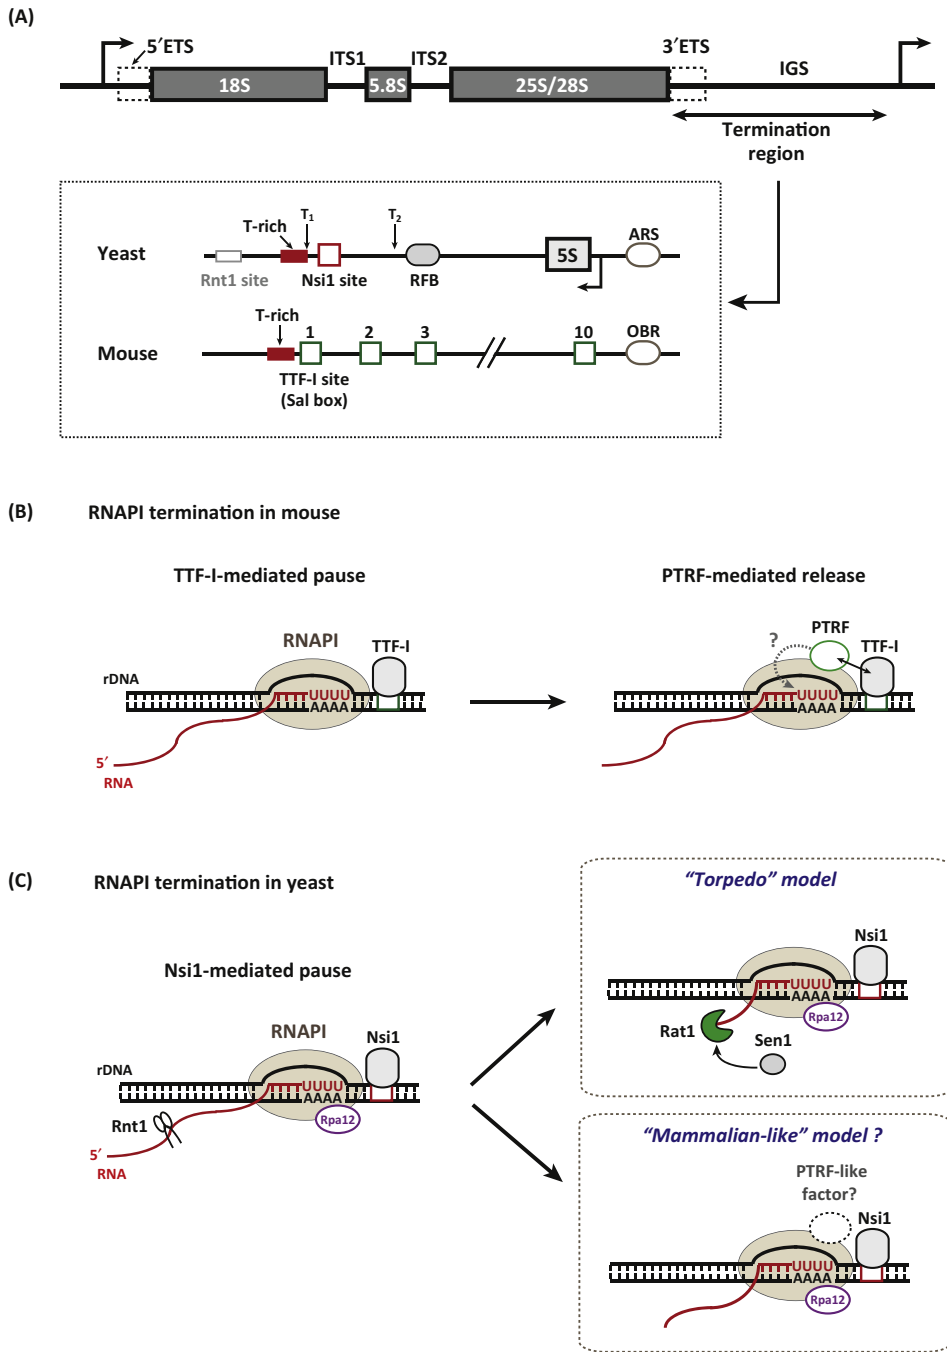 (A)
5′ETS
ITS1
ITS2
3′ETS
IGS
18S
5.8S
25S/28S
Termination
region
T-rich
T1
T2
ARS
Yeast
5S
Rnt1 site
Nsi1 site
RFB
T-rich
1
2
3
10
OBR
Mouse
TTF-I site
(Sal box)
(B)
RNAPI termination in mouse
TTF-I-mediated pause
PTRF-mediated release
RNAPI
TTF-I
rDNA
UUUU
AAAA
5′
RNA
?
PTRF
TTF-I
UUUU
AAAA
(C)
RNAPI termination in yeast
Nsi1-mediated pause
RNAPI
Nsi1
rDNA
UUUU
AAAA
Rpa12
Rnt1
5′
RNA
“Torpedo” model
Nsi1
UUUU
AAAA
Rpa12
Rat1
Sen1
“Mammalian-like” model ?
PTRF-like
factor?
Nsi1
UUUU
AAAA
Rpa12